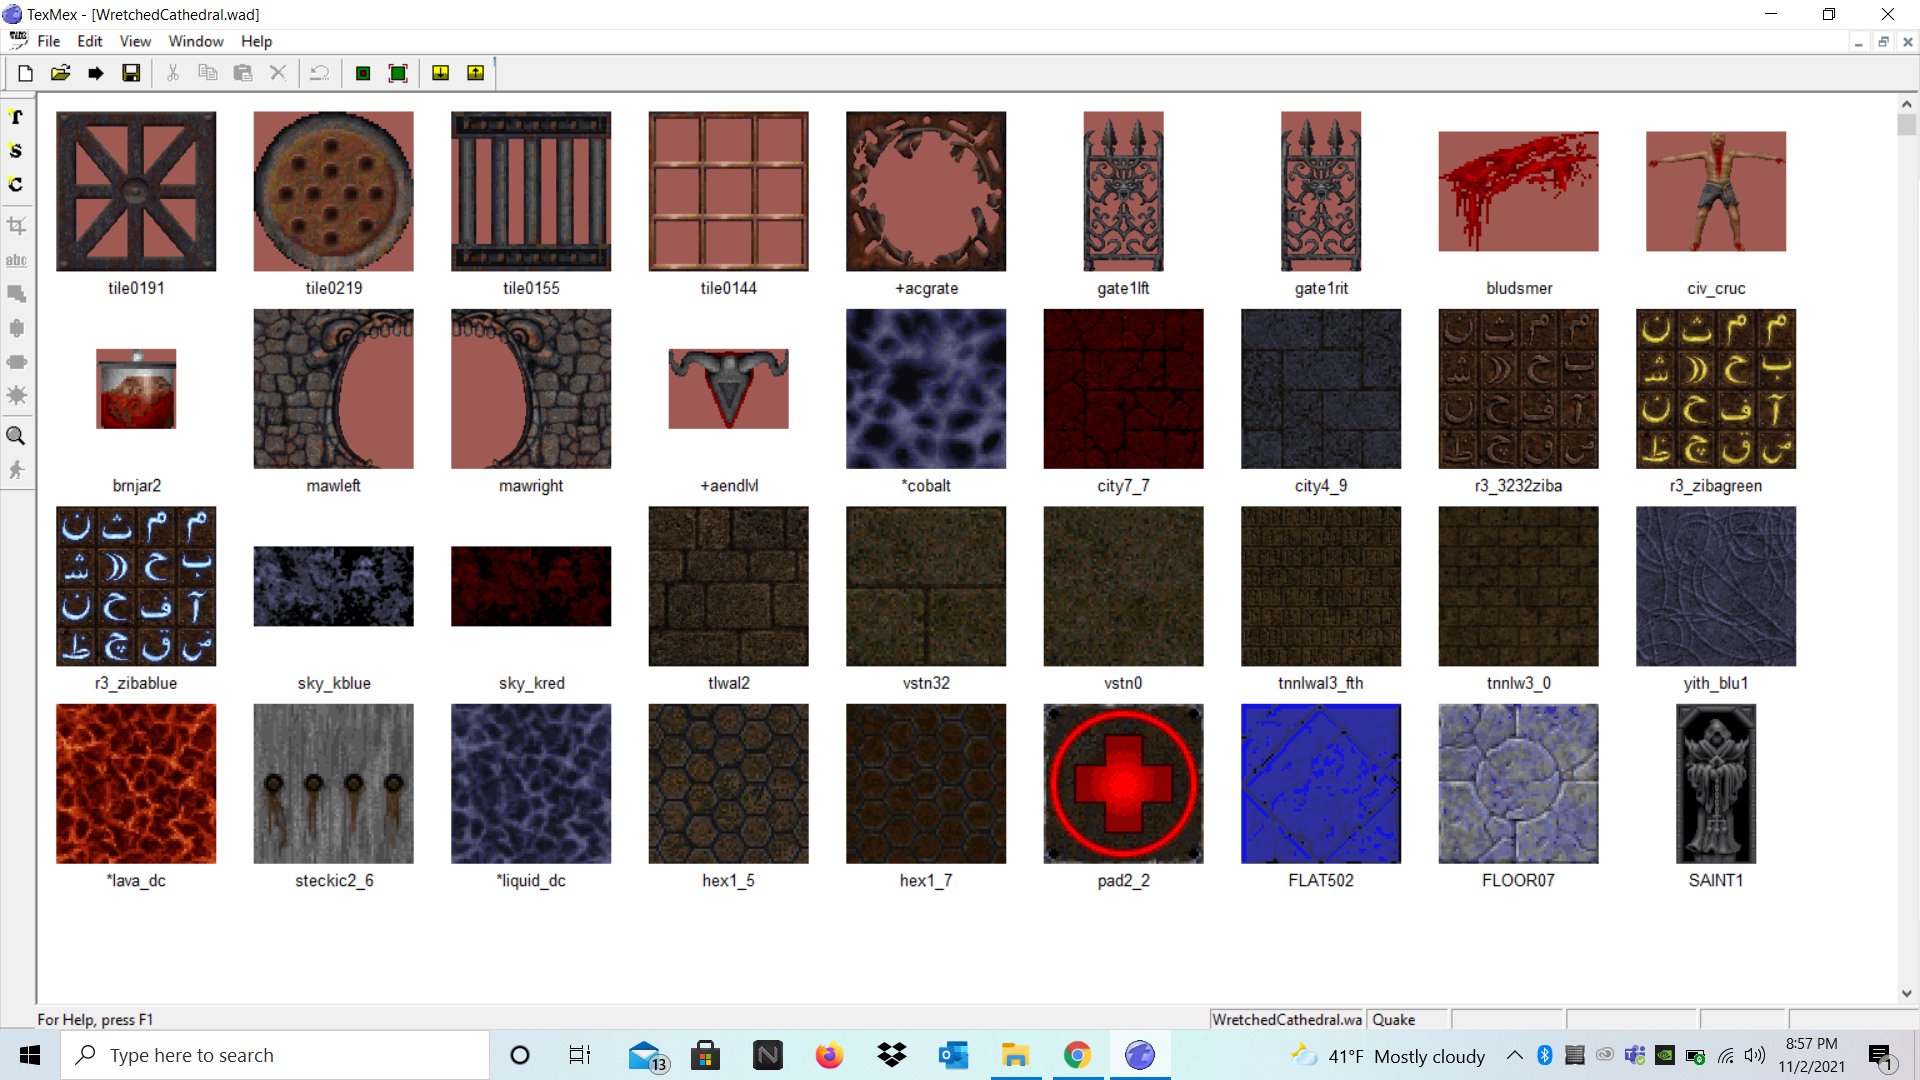 TexMex - [WretchedCathedral.wad]
File Edit View Window Help
T
S
C
abc
tile0191 tile0219 tile0155 tile0144 +acgrate gate1lft gate1rit bludsmer civ_cruc
ن ث م م
ش (( ح ب
ن ح ف آ
ظ چ ق ض
ن ث م م
ش (( ح ب
ن ح ف آ
ظ چ ق ض
brnjar2 mawleft mawright +aendlvl *cobalt city7_7 city4_9 r3_3232ziba r3_zibagreen
ن ث م م
ش (( ح ب
ن ح ف آ
ظ چ ق ض
r3_zibablue sky_kblue sky_kred tlwal2 vstn32 vstn0 tnnlwal3_fth tnnlw3_0 yith_blu1
*lava_dc steckic2_6 *liquid_dc hex1_5 hex1_7 pad2_2 FLAT502 FLOOR07 SAINT1
For Help, press F1
WretchedCathedral.wa Quake
Type here to search
13
N
41°F Mostly cloudy
8:57 PM
11/2/2021
1